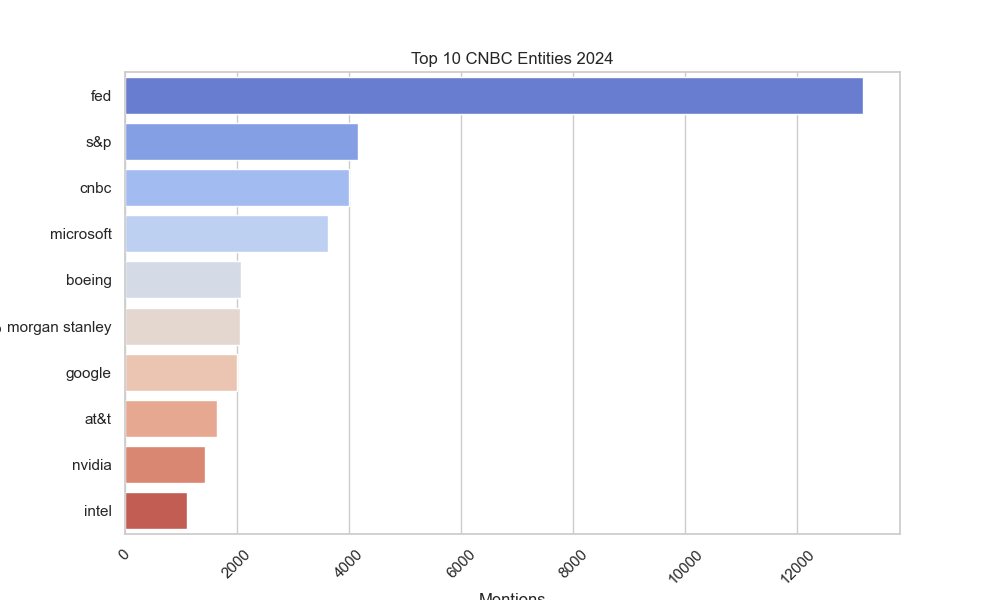 Top 10 CNBC Entities 2024
fed
s&p
cnbc
microsoft
boeing
morgan stanley
google
at&t
nvidia
intel
0
2000
4000
6000
8000
10000
12000
Mentions